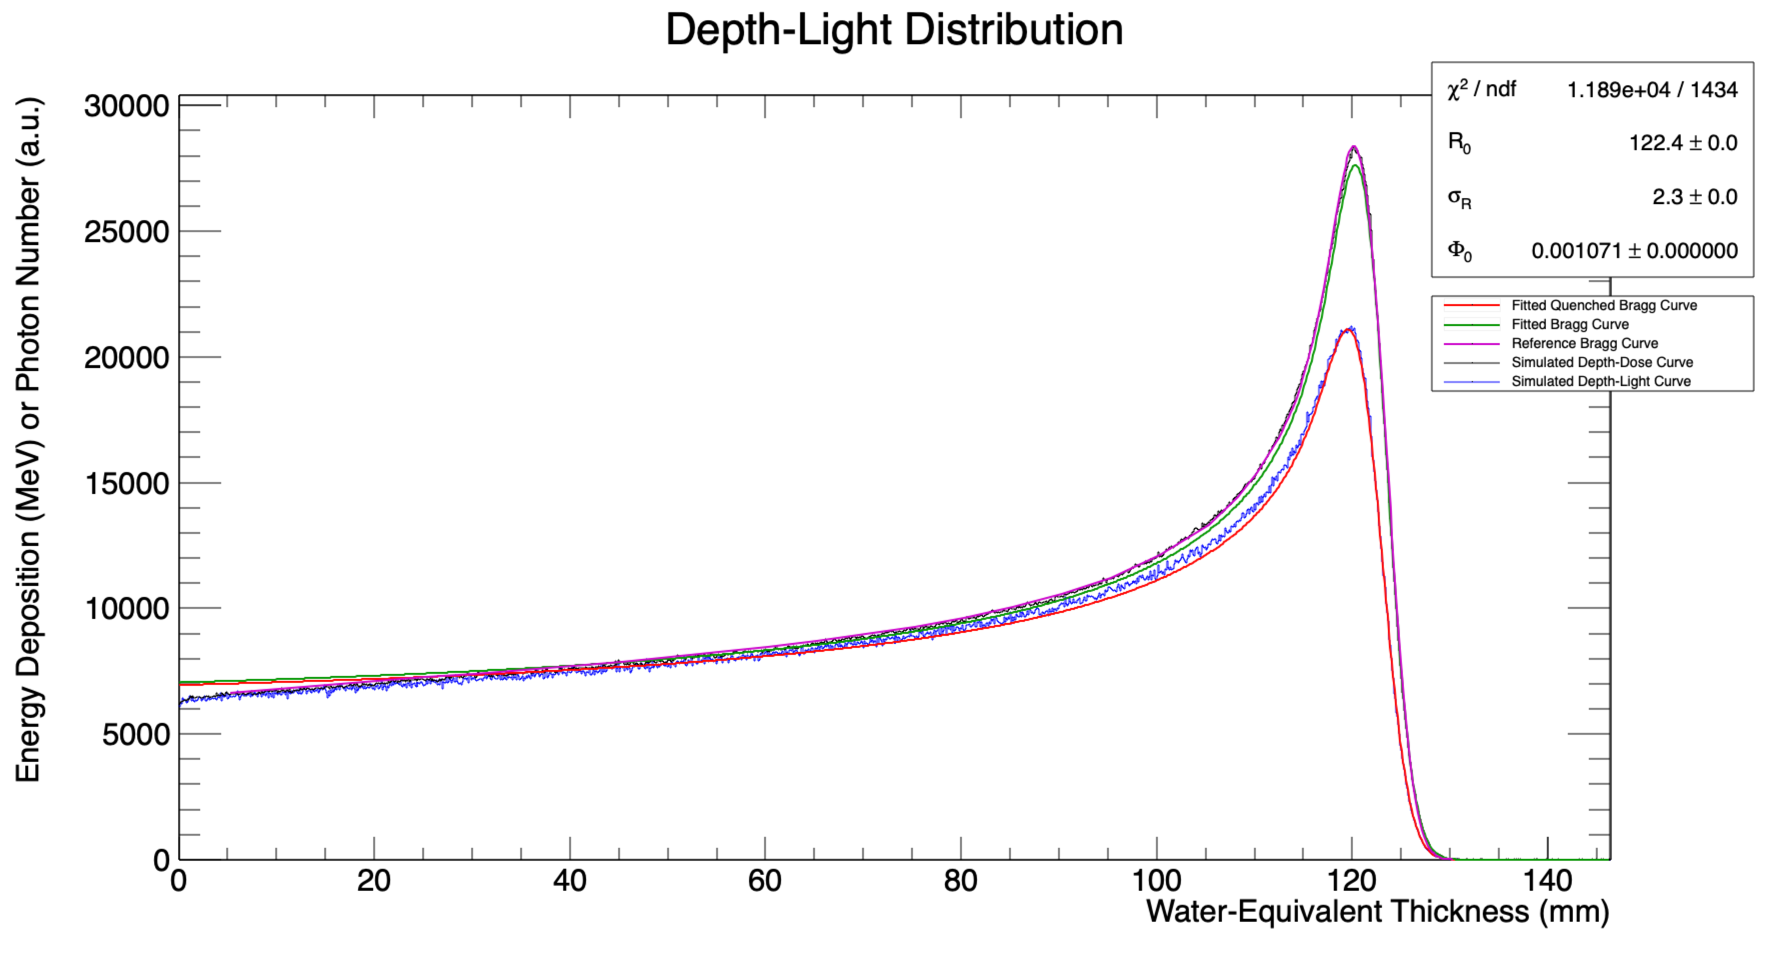 Depth-Light Distribution
Energy Deposition (MeV) or Photon Number (a.u.)
30000
25000
20000
15000
10000
5000
0
0 20 40 60 80 100 120 140
Water-Equivalent Thickness (mm)
χ² / ndf 1.189e+04 / 1434
R₀ 122.4 ± 0.0
σ_R 2.3 ± 0.0
Φ₀ 0.001071 ± 0.000000
Fitted Quenched Bragg Curve
Fitted Bragg Curve
Reference Bragg Curve
Simulated Depth-Dose Curve
Simulated Depth-Light Curve